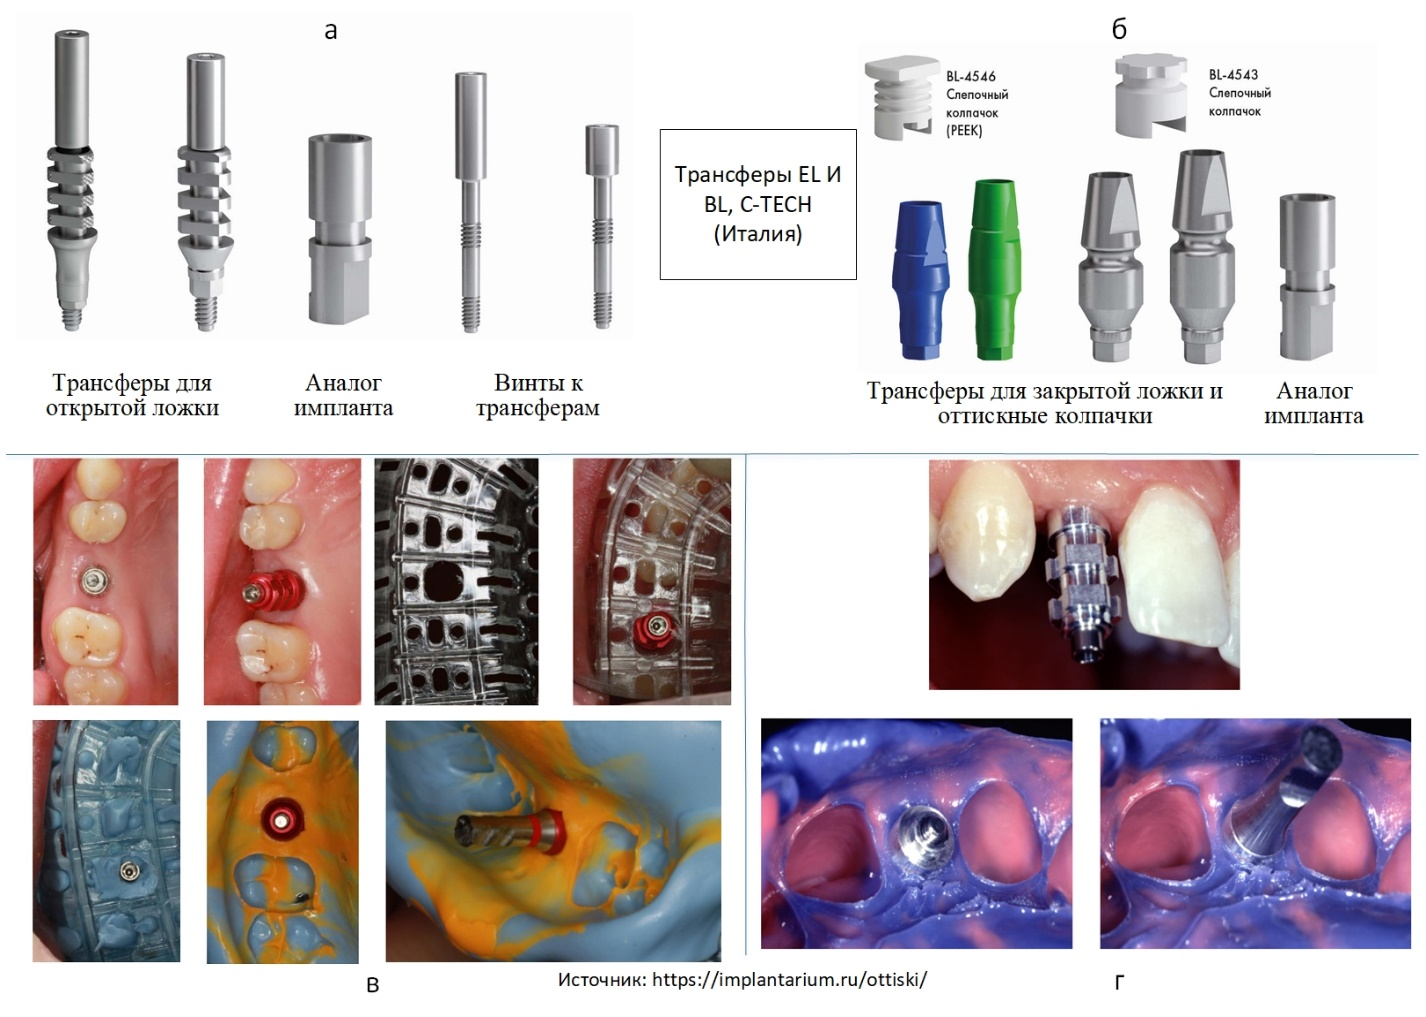 а
б
BL-4546
Слепочный
колпачок
(PEEK)
BL-4543
Слепочный
колпачок
Трансферы EL И
BL, C-TECH
(Италия)
Трансферы для
открытой ложки
Аналог
импланта
Винты к
трансферам
Трансферы для закрытой ложки и
оттискные колпачки
Аналог
импланта
Источник: https://implantarium.ru/ottiski/
в
г